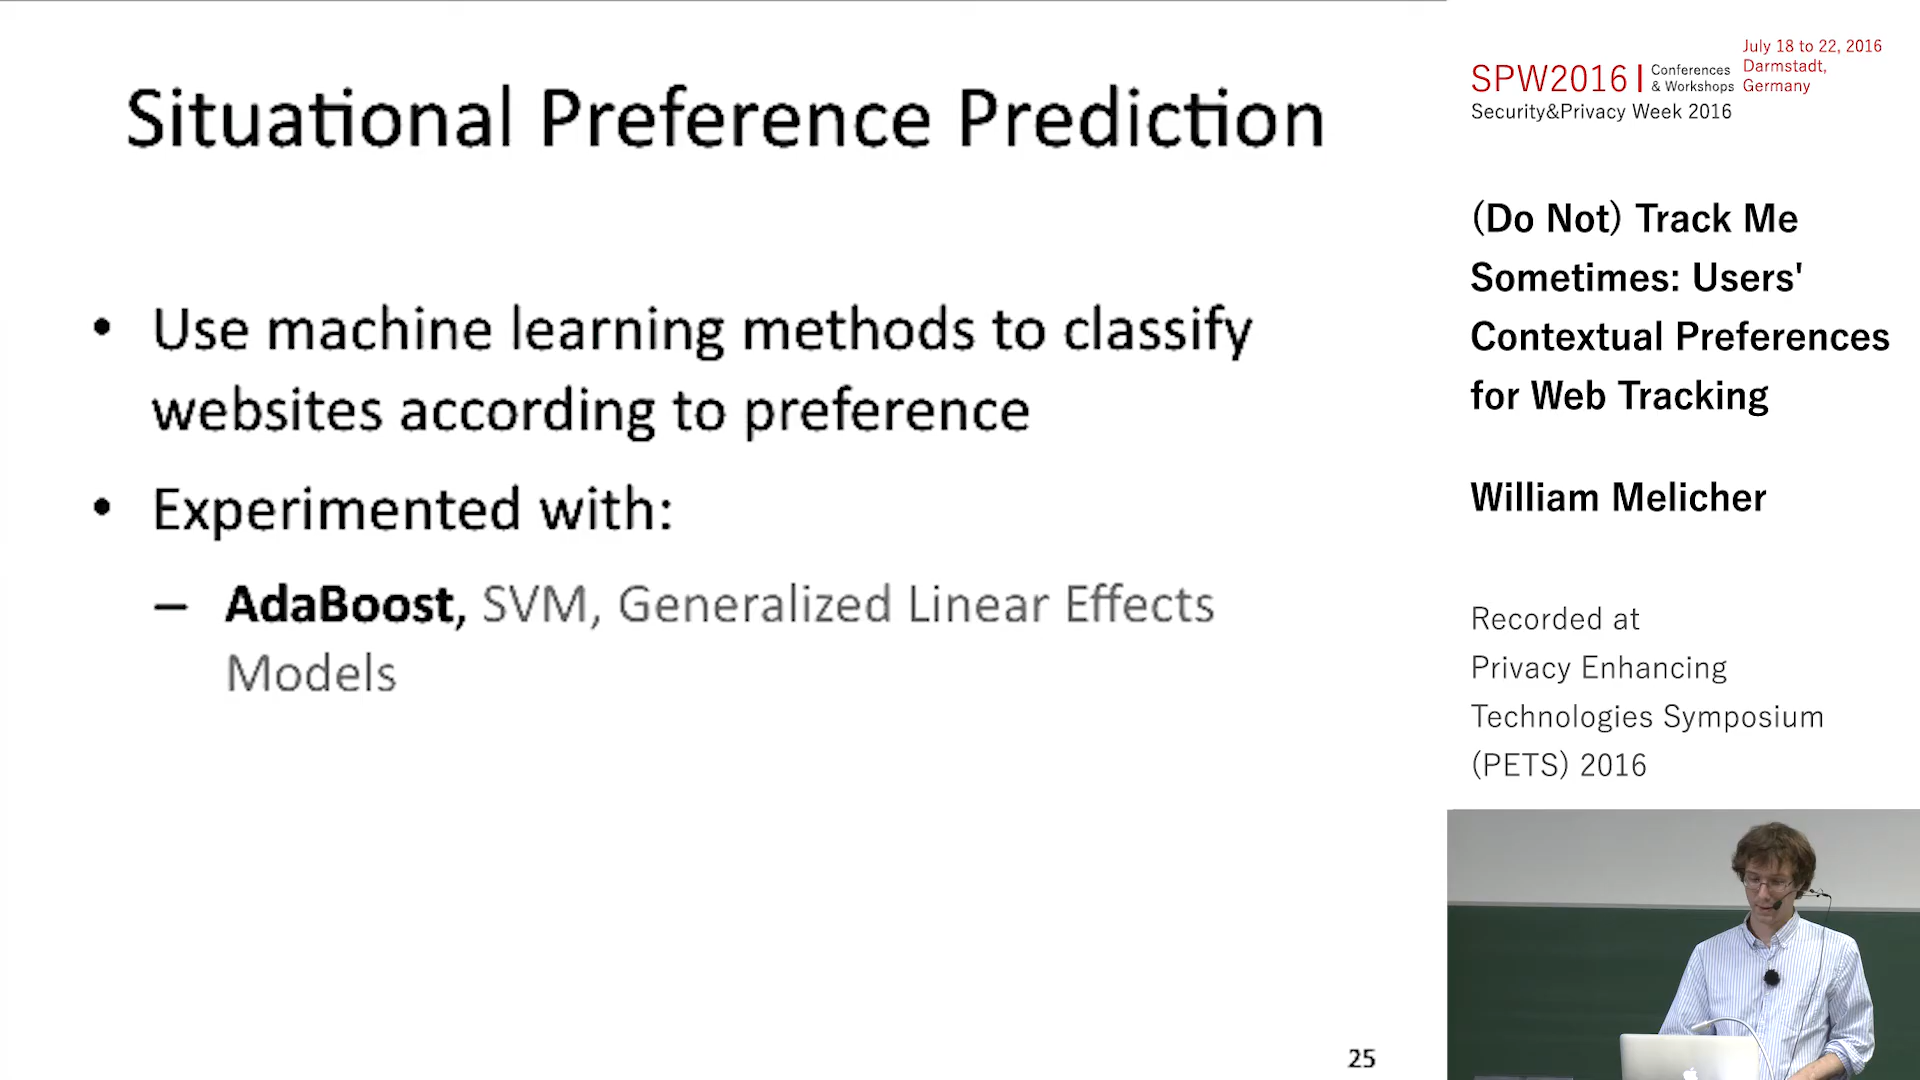 Situational Preference Prediction
• Use machine learning methods to classify
websites according to preference
• Experimented with:
– AdaBoost, SVM, Generalized Linear Effects
Models
25
SPW2016 | Conferences & Workshops
July 18 to 22, 2016
Darmstadt,
Germany
Security&Privacy Week 2016
(Do Not) Track Me
Sometimes: Users'
Contextual Preferences
for Web Tracking
William Melicher
Recorded at
Privacy Enhancing
Technologies Symposium
(PETS) 2016